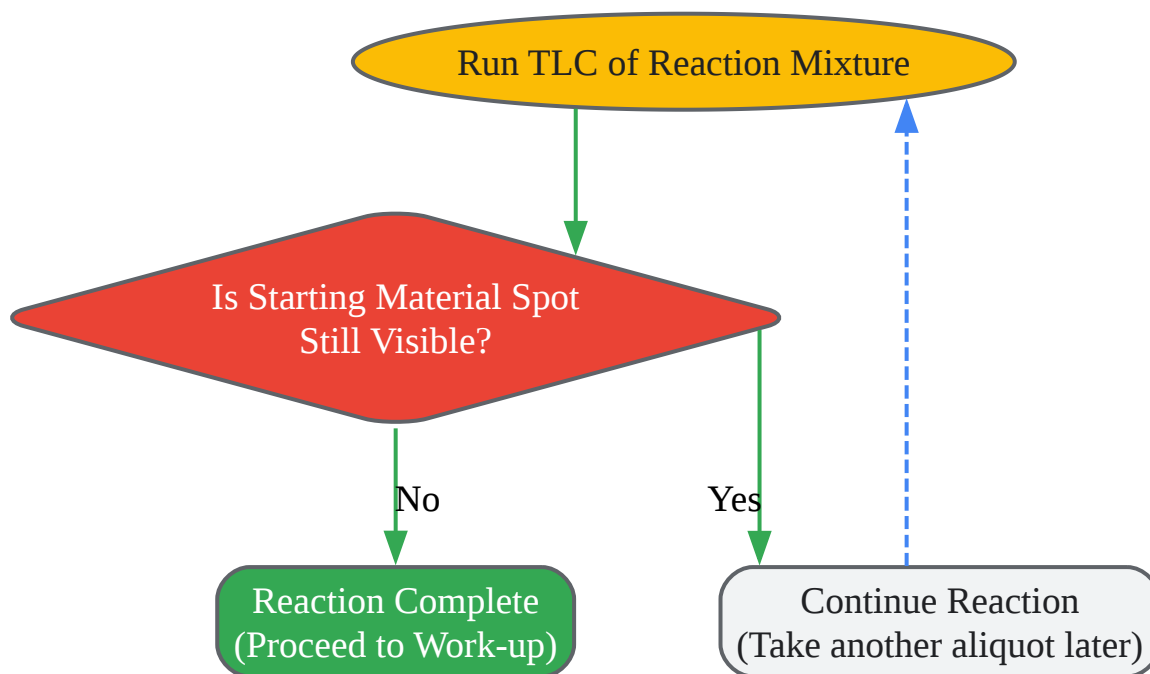 Run TLC of Reaction Mixture
Is Starting Material Spot
Still Visible?
No
Yes
Reaction Complete
(Proceed to Work-up)
Continue Reaction
(Take another aliquot later)